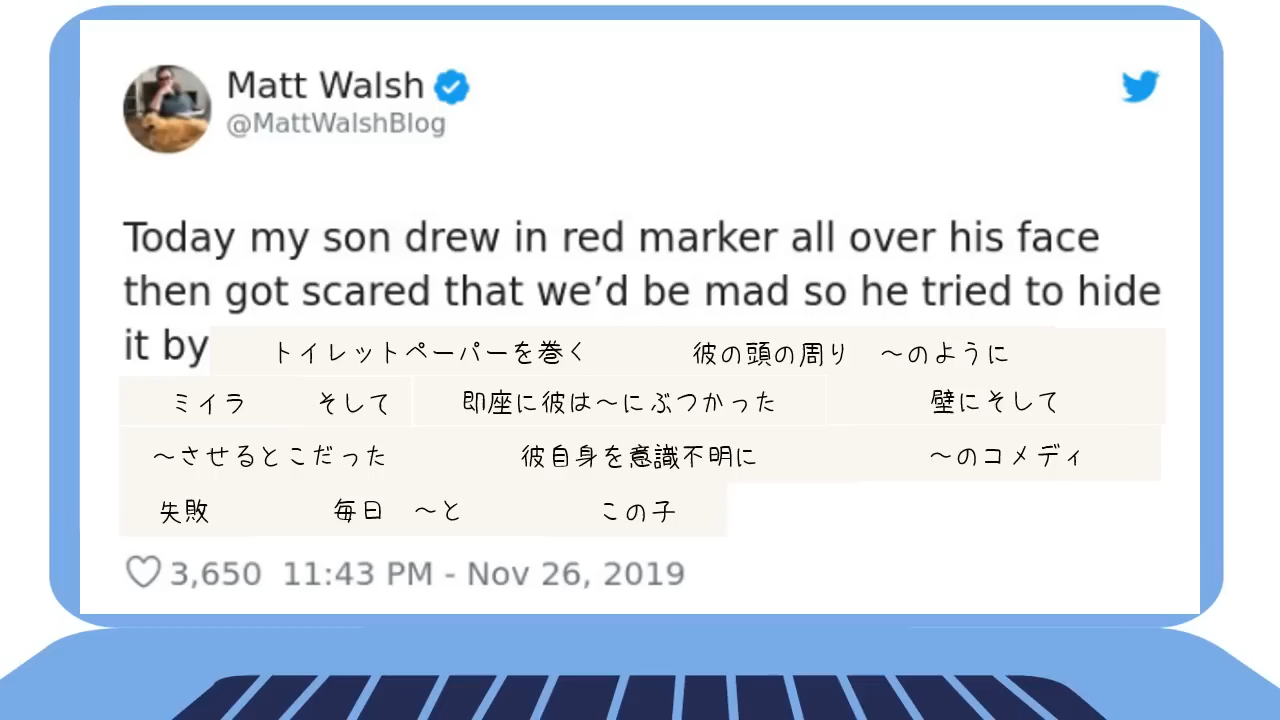 Matt Walsh
@MattWalshBlog
Today my son drew in red marker all over his face
then got scared that we’d be mad so he tried to hide
it by トイレットペーパーを巻く 彼の頭の周り ～のように
ミイラ そして 即座に彼は～にぶつかった 壁にそして
～させるとこだった 彼自身を意識不明に ～のコメディ
失敗 毎日 ～と この子
3,650 11:43 PM - Nov 26, 2019